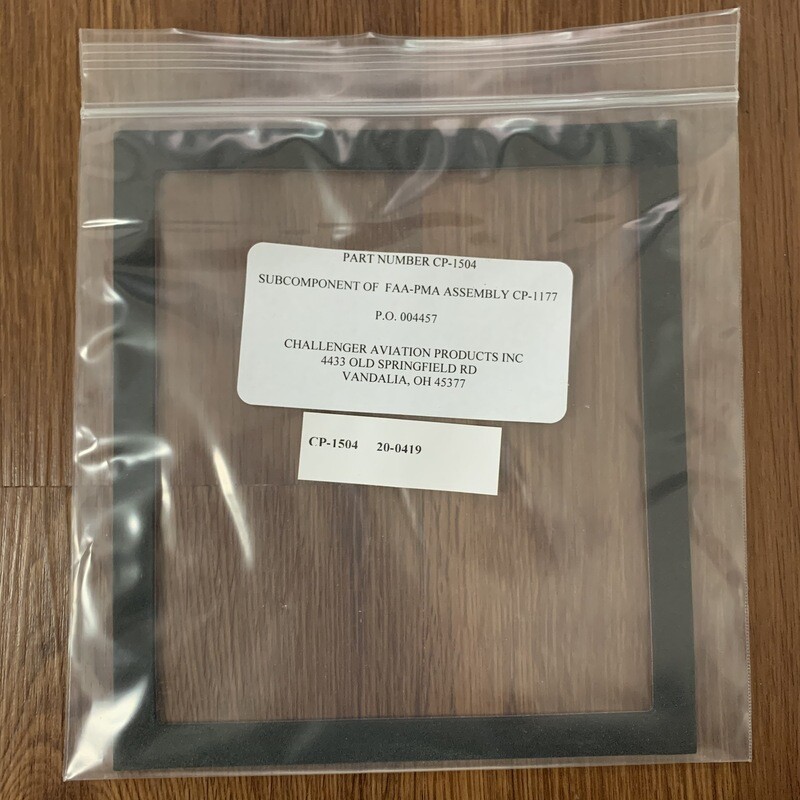 PART NUMBER CP-1504
SUBCOMPONENT OF FAA-PMA ASSEMBLY CP-1177
P.O. 004457
CHALLENGER AVIATION PRODUCTS INC
4433 OLD SPRINGFIELD RD
VANDALIA, OH 45377
CP-1504 20-0419